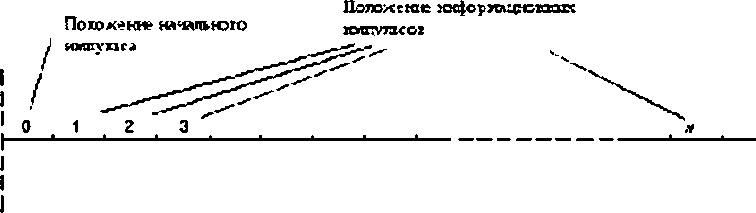 Положение начального
импульса
Положение информационных
импульсов
0 1 2 3 n